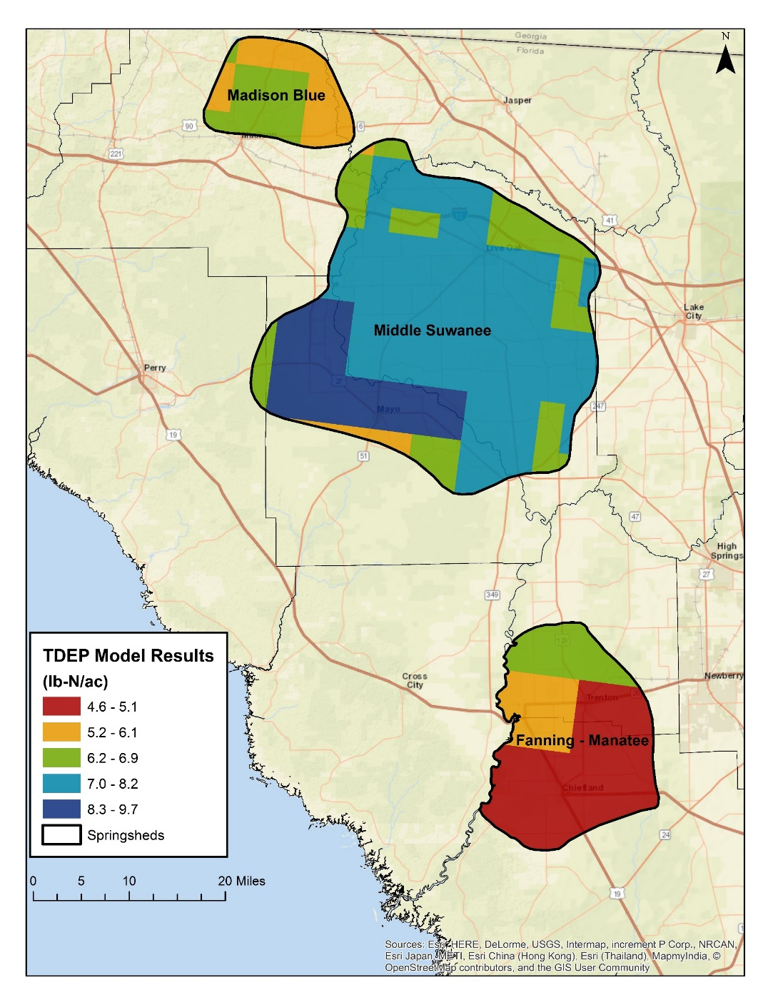 Georgia
Florida
N
Jasper
Madison Blue
90
6
221
41
10
Live Oak
90
Lake
City
Middle Suwanee
Perry
27
Mayo
247
19
51
47
High
Springs
27
349
129
TDEP Model Results
(lb-N/ac)
4.6 - 5.1
5.2 - 6.1
6.2 - 6.9
7.0 - 8.2
8.3 - 9.7
Springsheds
Cross
City
Newberry
Trenton
Fanning - Manatee
Chiefland
24
0 5 10 20 Miles
19
Sources: Esri, HERE, DeLorme, USGS, Intermap, increment P Corp., NRCAN,
Esri Japan, METI, Esri China (Hong Kong), Esri (Thailand), MapmyIndia, ©
OpenStreetMap contributors, and the GIS User Community